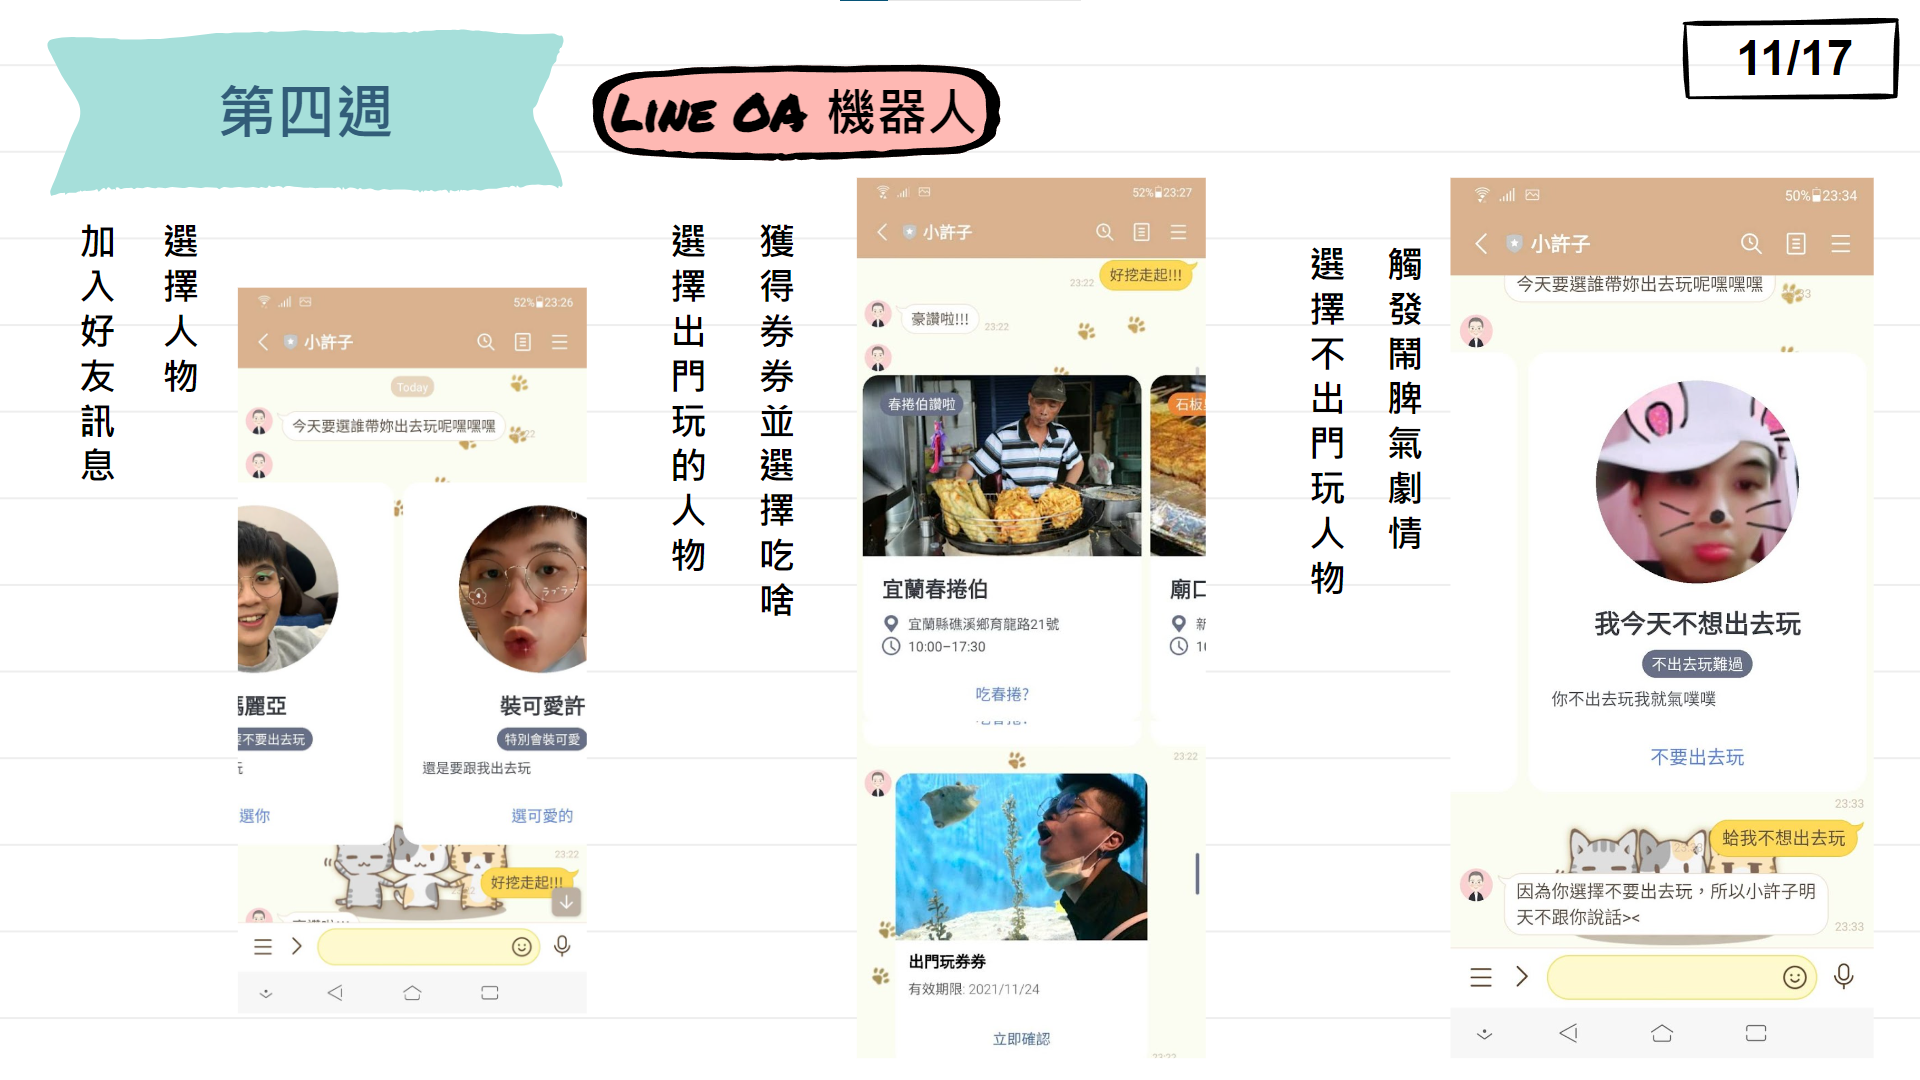 第四週
LINE OA 機器人
11/17
加入好友訊息
選擇人物
52% 23:26
小許子
Today
今天要選誰帶妳出去玩呢嘿嘿嘿
麗亞
不要出去玩
選你
裝可愛許
特別會裝可愛
還是要跟我出去玩
選可愛的
23:22
好挖走起!!!
選擇出門玩的人物
獲得券券並選擇吃啥
52% 23:27
小許子
好挖走起!!!
23:22
豪讚啦!!!
23:22
春捲伯讚啦
宜蘭春捲伯
宜蘭縣礁溪鄉育龍路21號
10:00–17:30
吃春捲?
石板
廟口
新
23:22
出門玩券券
有效期限: 2021/11/24
立即確認
選擇不出門玩人物
觸發鬧脾氣劇情
50% 23:34
小許子
今天要選誰帶妳出去玩呢嘿嘿嘿
我今天不想出去玩
不出去玩難過
你不出去玩我就氣噗噗
不要出去玩
23:33
蛤我不想出去玩
因為你選擇不要出去玩，所以小許子明
天不跟你說話><
23:33